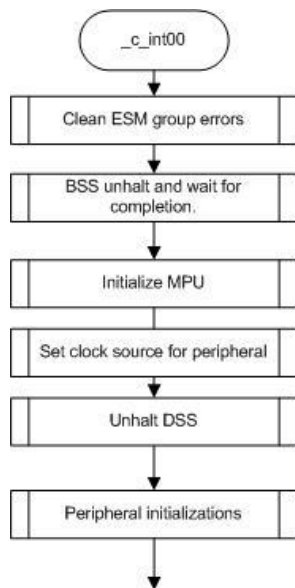 _c_int00
Clean ESM group errors
BSS unhalt and wait for
completion.
Initialize MPU
Set clock source for peripheral
Unhalt DSS
Peripheral initializations